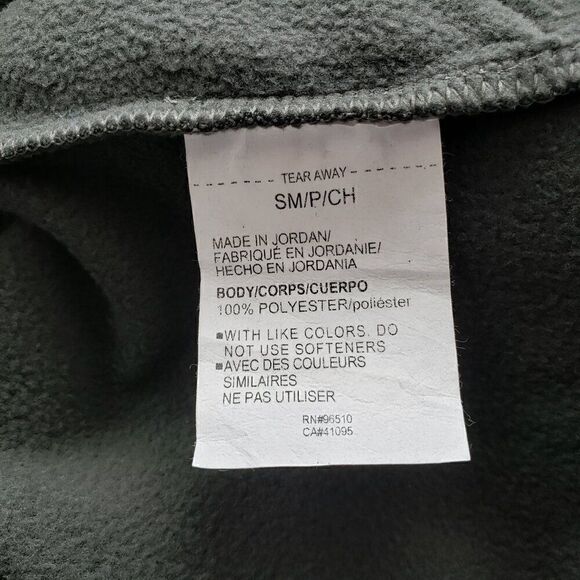 TEAR AWAY
SM/P/CH
MADE IN JORDAN/
FABRIQUÉ EN JORDANIE/
HECHO EN JORDANIA
BODY/CORPS/CUERPO
100% POLYESTER/poliéster
■WITH LIKE COLORS. DO
NOT USE SOFTENERS
■AVEC DES COULEURS
SIMILAIRES
NE PAS UTILISER
RN#96510
CA#41095